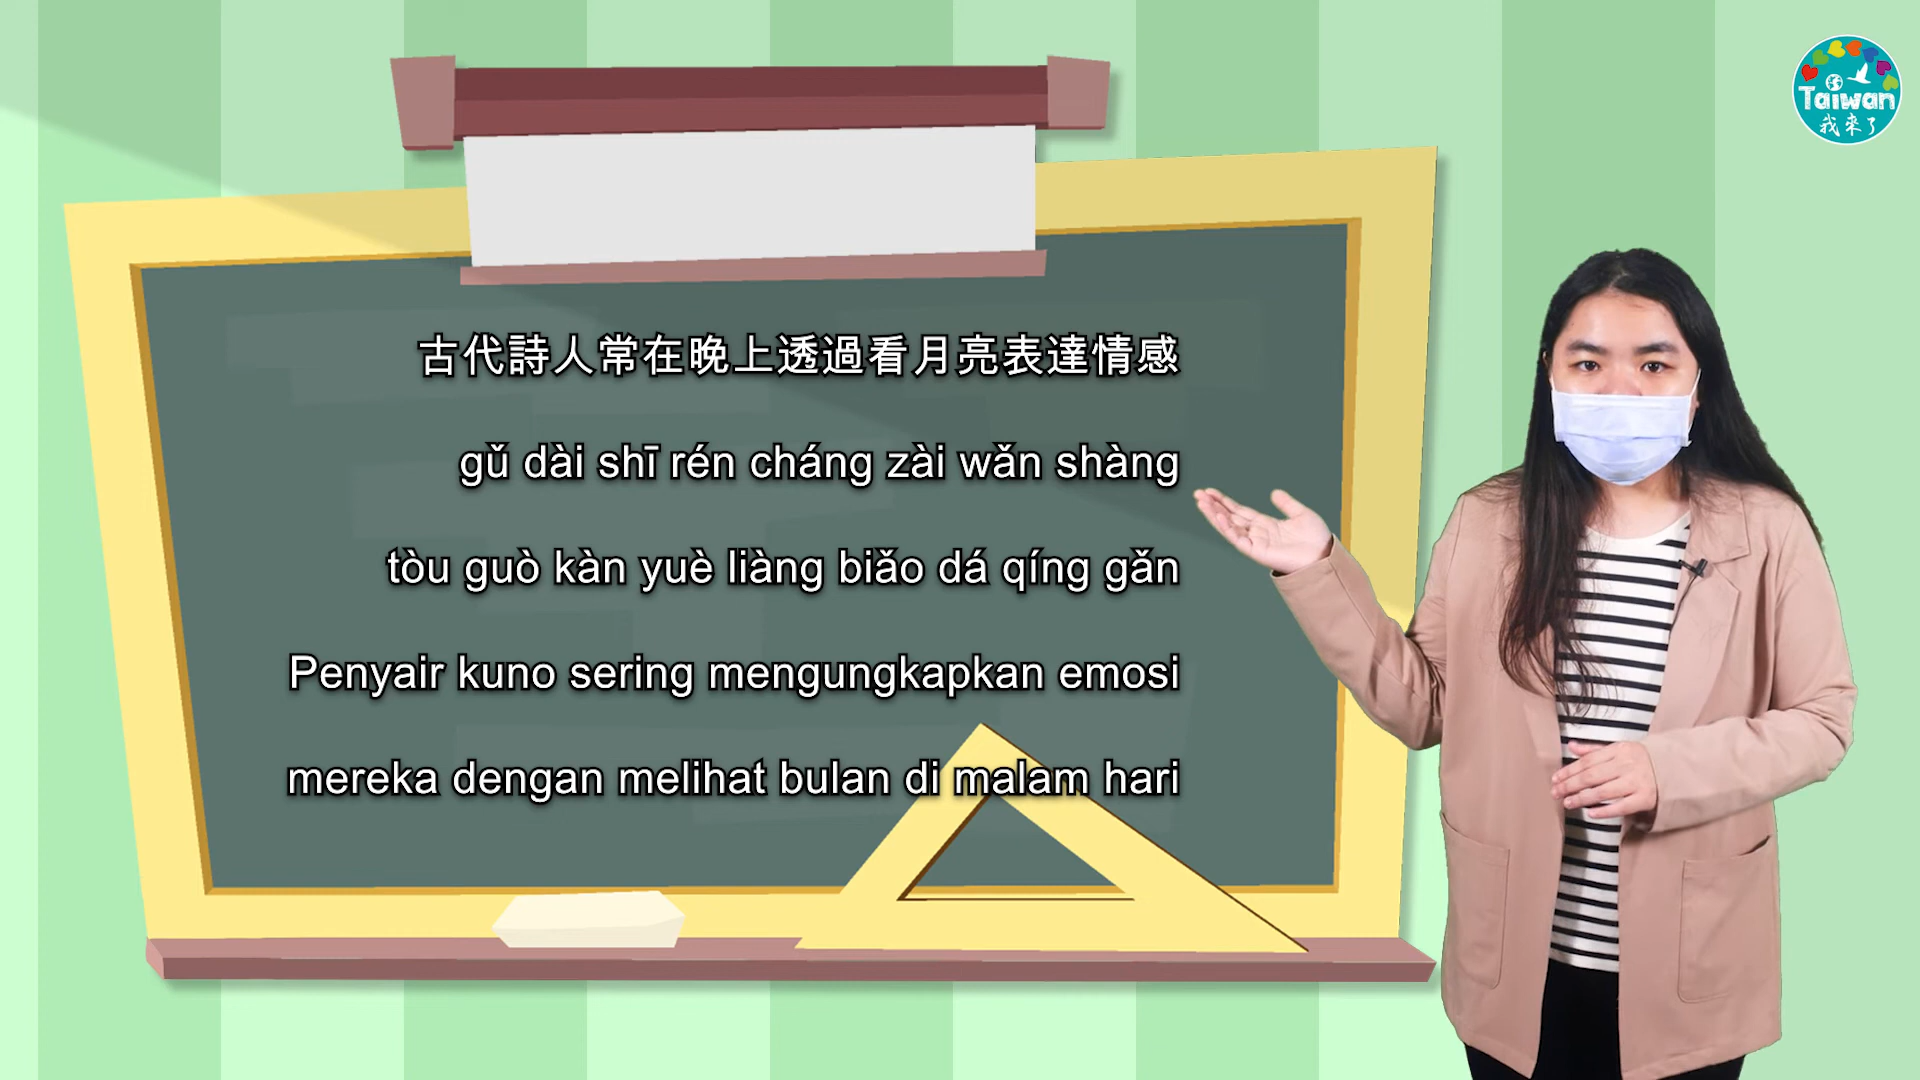 古代詩人常在晚上透過看月亮表達情感
gǔ dài shī rén cháng zài wǎn shàng
tòu guò kàn yuè liàng biǎo dá qíng gǎn
Penyair kuno sering mengungkapkan emosi
mereka dengan melihat bulan di malam hari
Taiwan
我來了